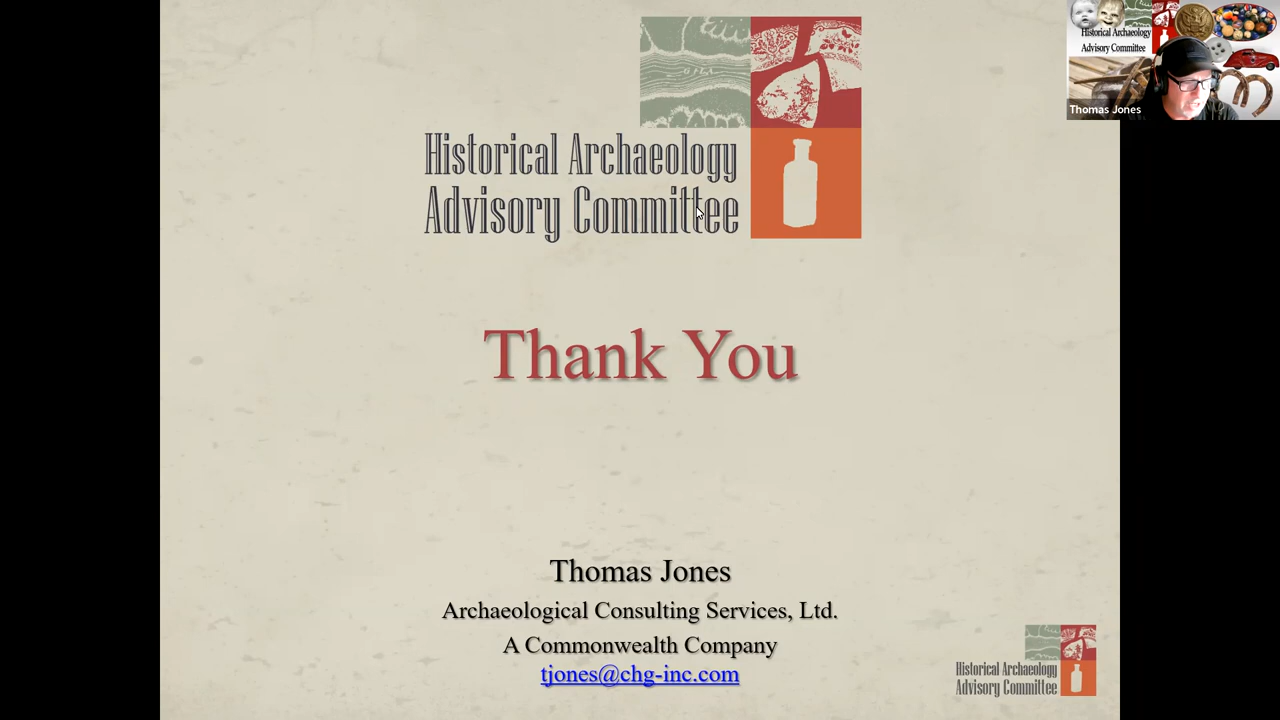 Historical Archaeology
Advisory Committee
Thank You
Thomas Jones
Archaeological Consulting Services, Ltd.
A Commonwealth Company
tjones@chg-inc.com
Historical Archaeology
Advisory Committee
Historical Archaeology
Advisory Committee
Thomas Jones